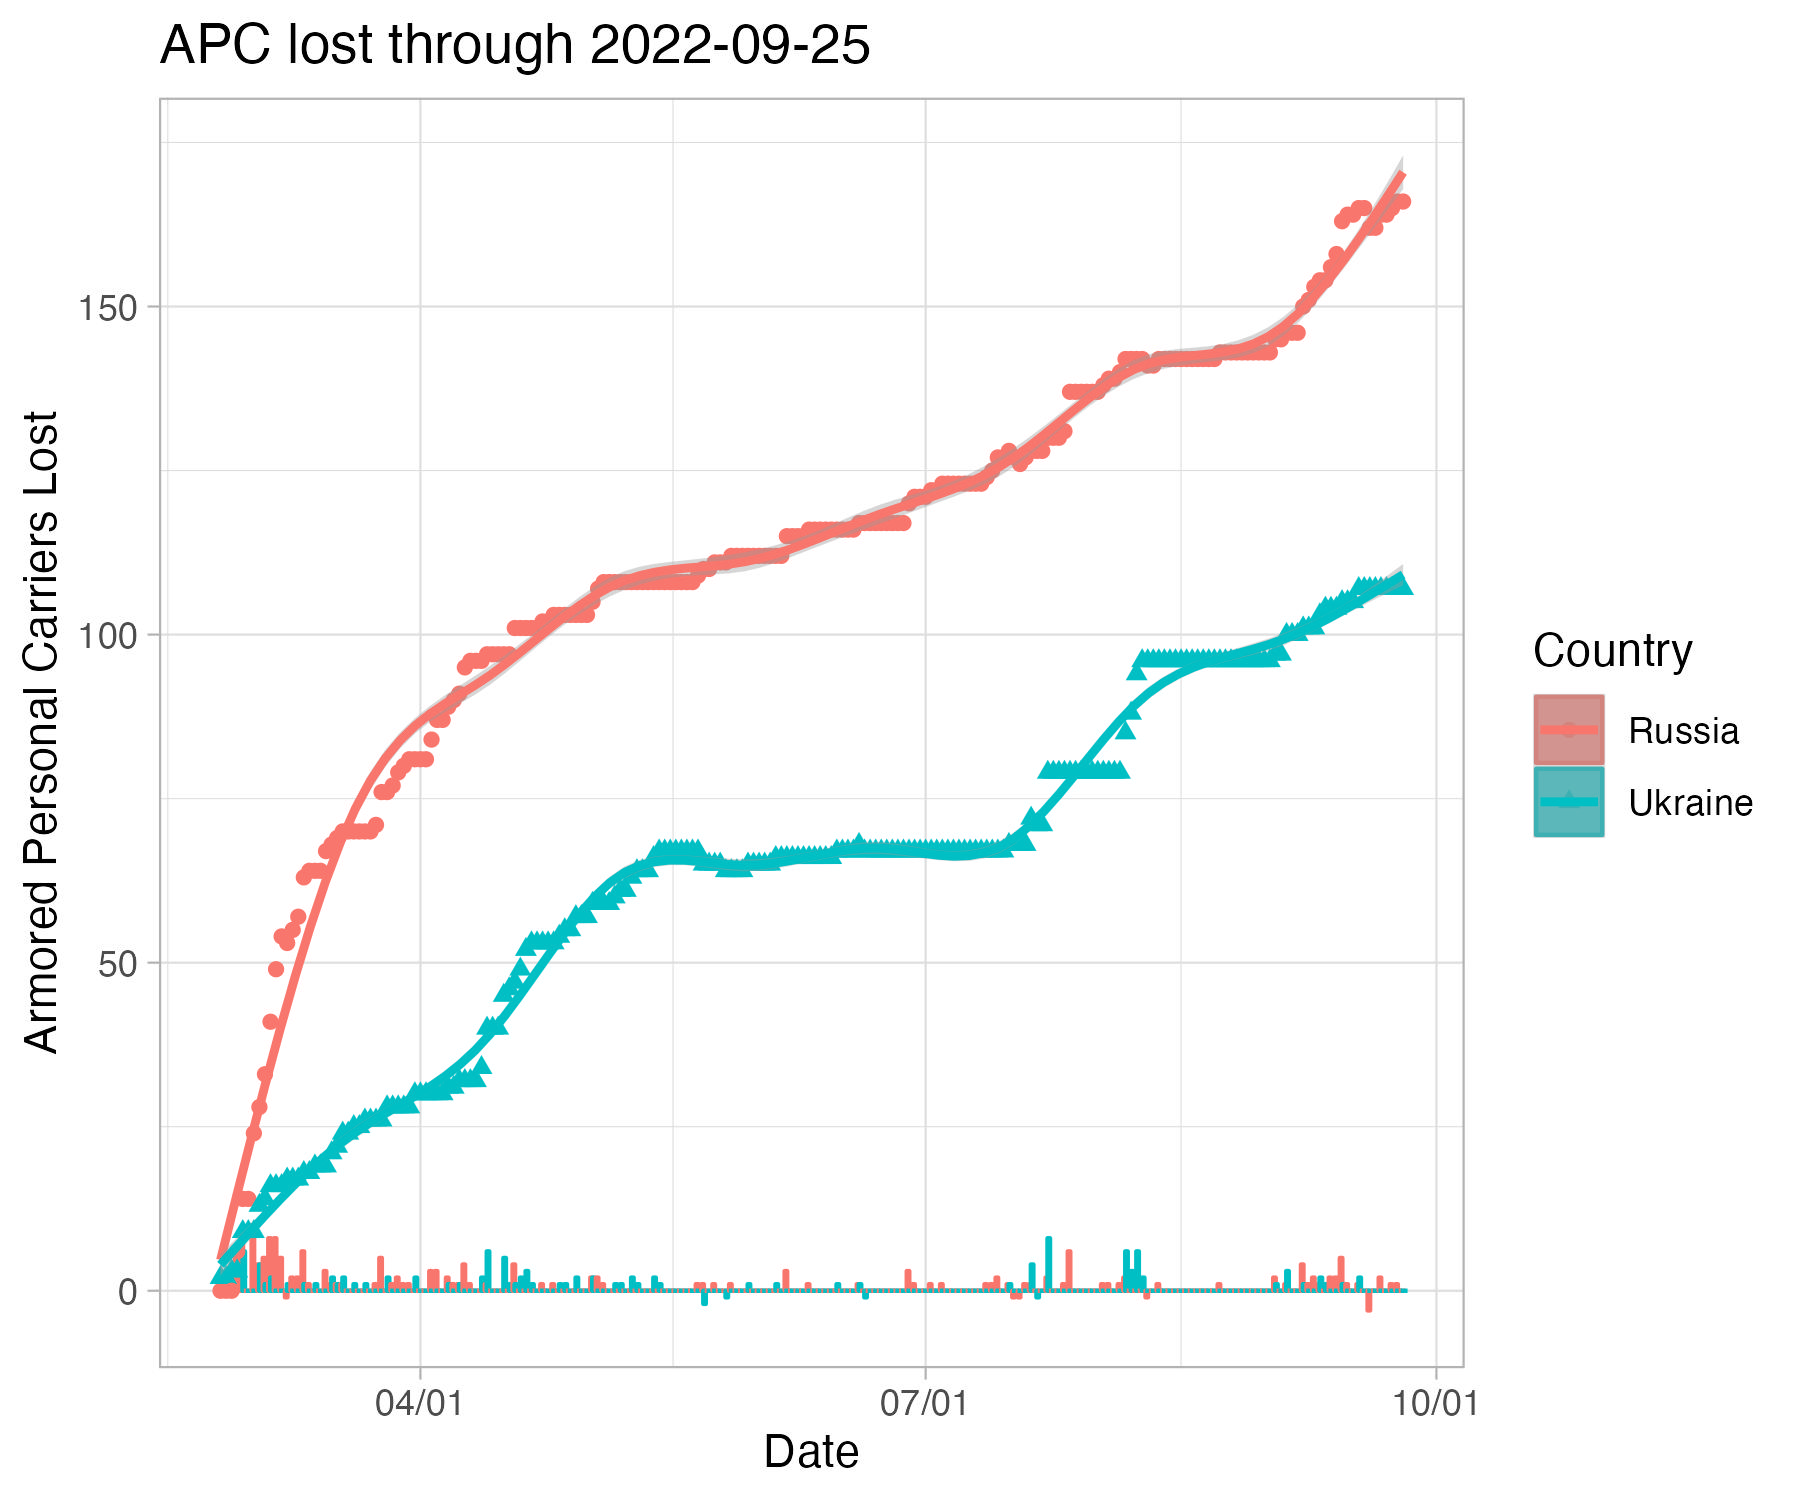 APC lost through 2022-09-25
Armored Personal Carriers Lost
150
100
50
0
04/01
07/01
10/01
Date
Country
Russia
Ukraine